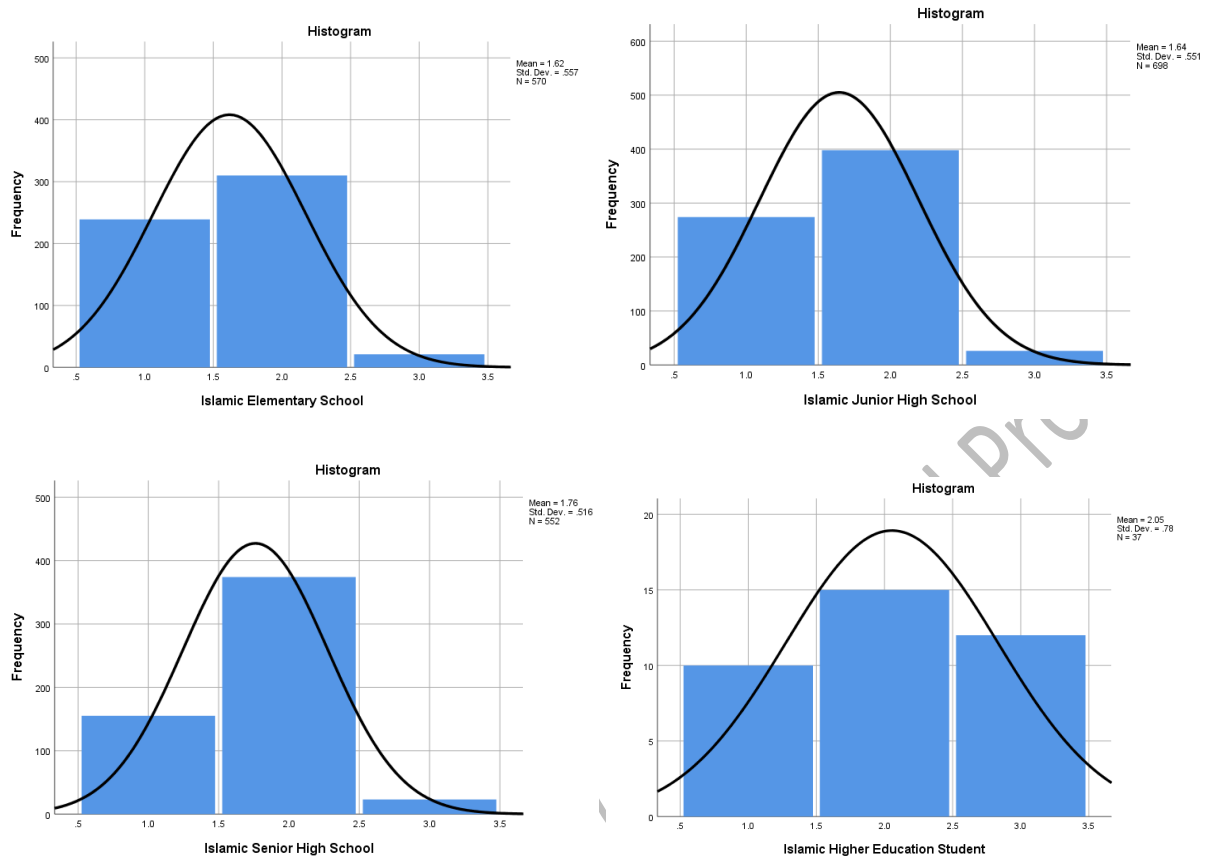 Histogram
Mean = 1.62
Std. Dev. = .557
N = 570
500
400
300
200
100
0
Frequency
.5 1.0 1.5 2.0 2.5 3.0 3.5
Islamic Elementary School
Histogram
Mean = 1.64
Std. Dev. = .551
N = 698
600
500
400
300
200
100
0
Frequency
.5 1.0 1.5 2.0 2.5 3.0 3.5
Islamic Junior High School
Histogram
Mean = 1.76
Std. Dev. = .516
N = 552
500
400
300
200
100
0
Frequency
.5 1.0 1.5 2.0 2.5 3.0 3.5
Islamic Senior High School
Histogram
Mean = 2.05
Std. Dev. = .78
N = 37
20
15
10
5
0
Frequency
.5 1.0 1.5 2.0 2.5 3.0 3.5
Islamic Higher Education Student